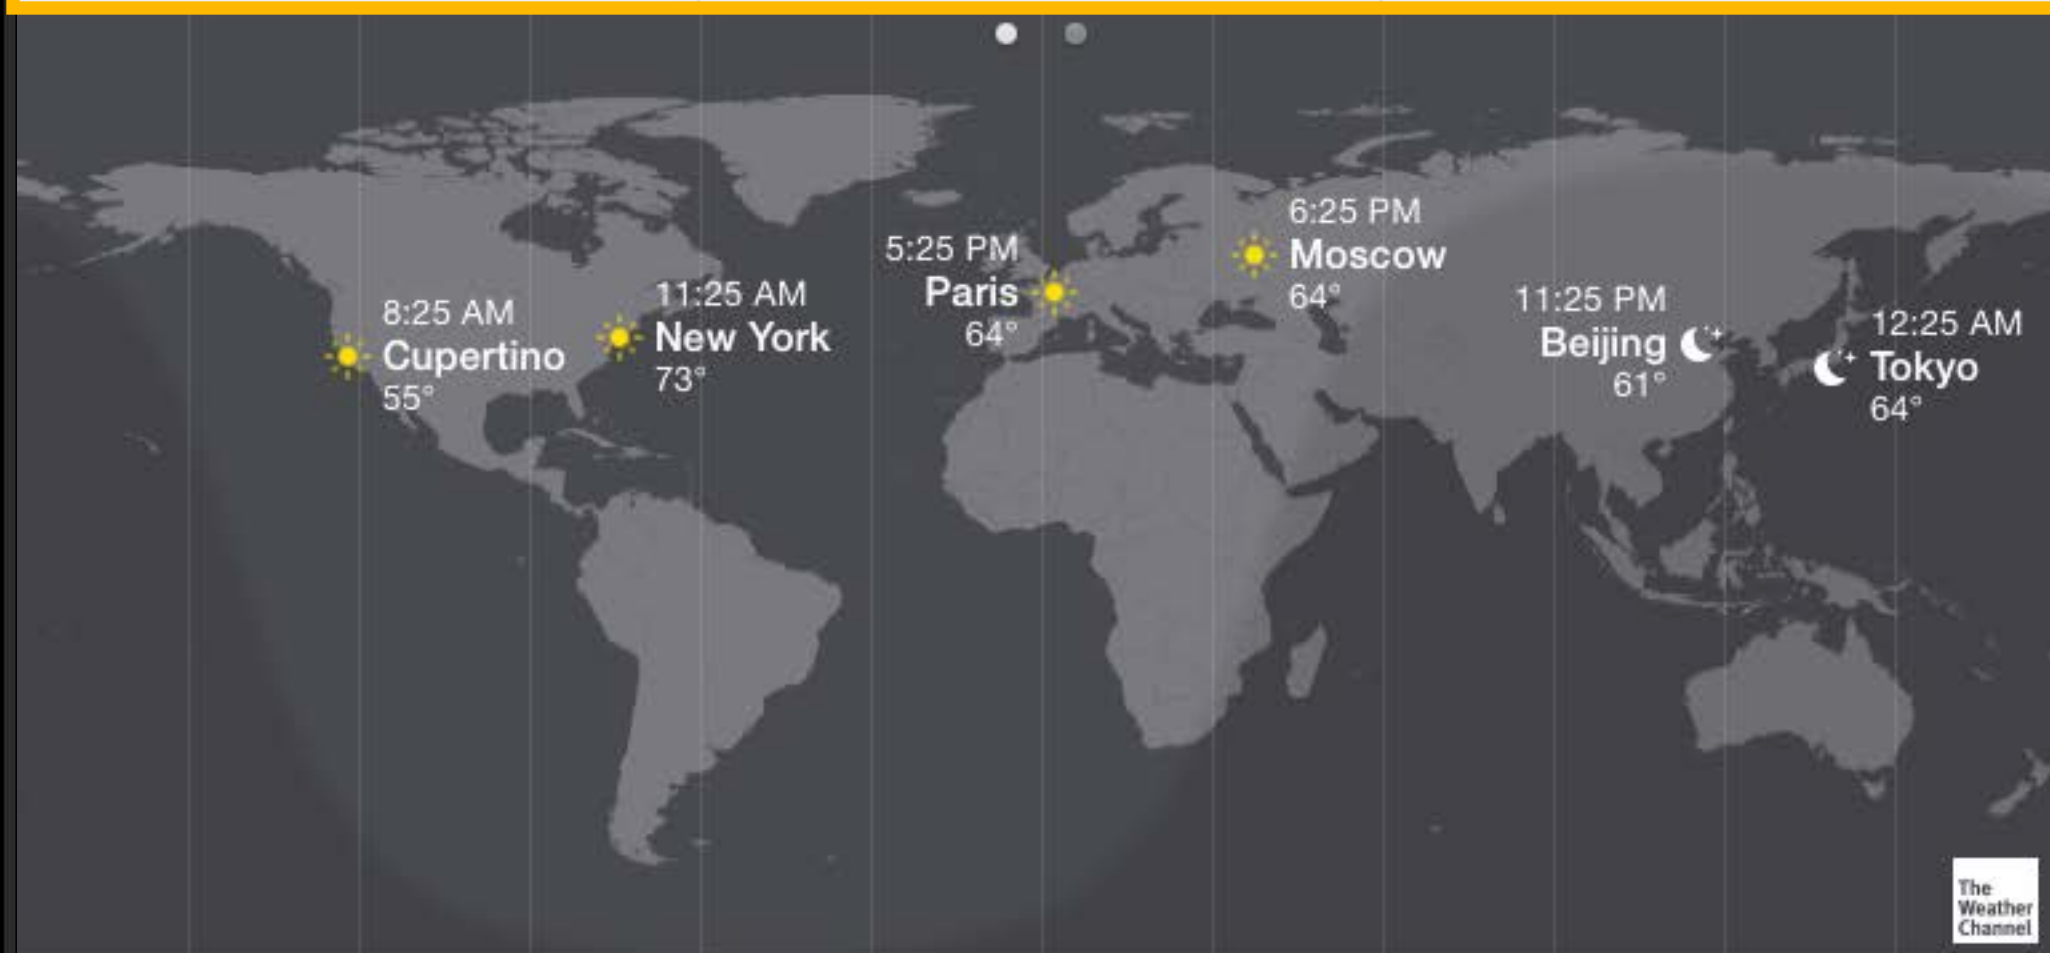 8:25 AM
Cupertino
55°
11:25 AM
New York
73°
5:25 PM
Paris
64°
6:25 PM
Moscow
64°
11:25 PM
Beijing
61°
12:25 AM
Tokyo
64°
The
Weather
Channel